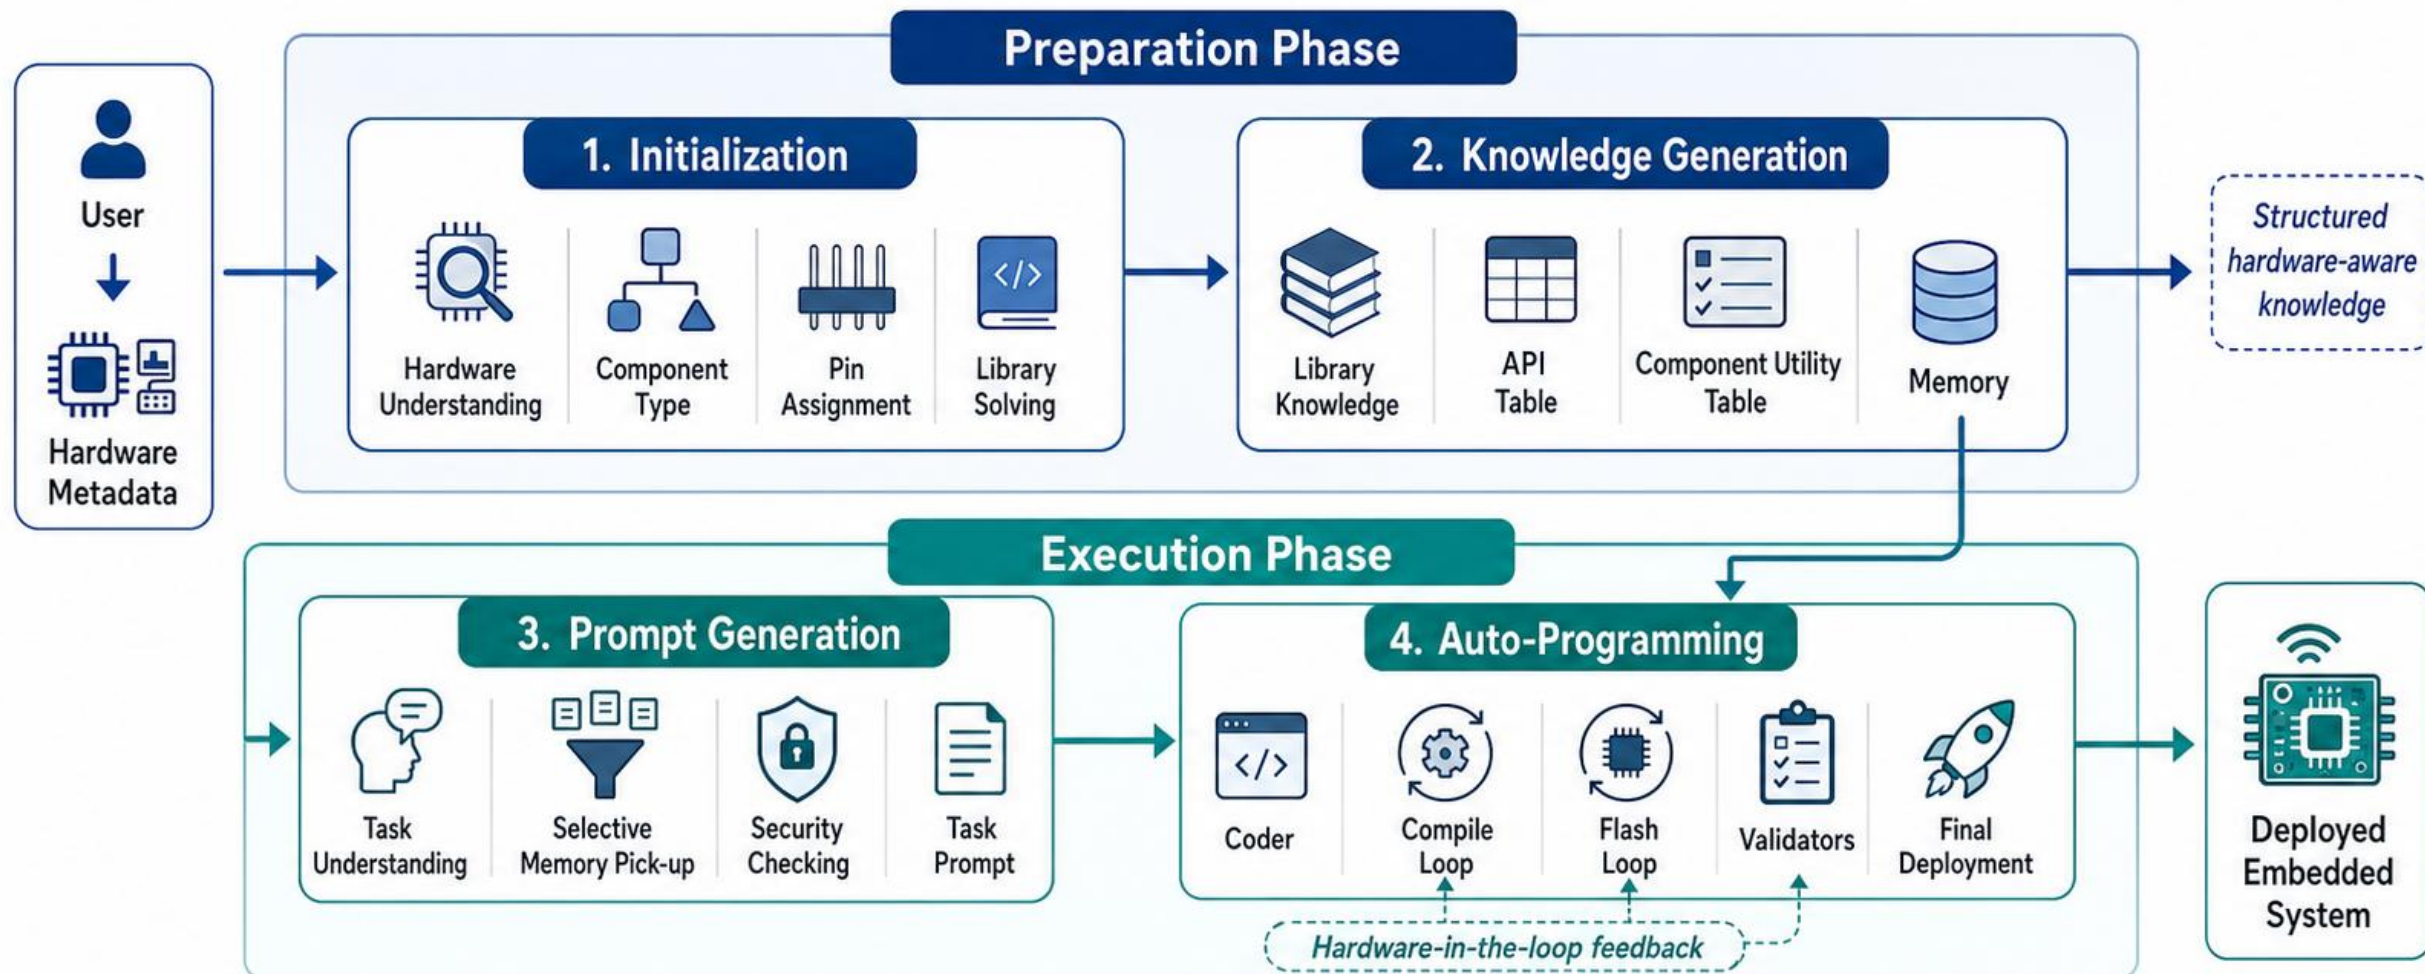 Preparation Phase
User
Hardware
Metadata
1. Initialization
Hardware
Understanding
Component
Type
Pin
Assignment
</>
Library
Solving
2. Knowledge Generation
Library
Knowledge
API
Table
Component Utility
Table
Memory
Structured
hardware-aware
knowledge
Execution Phase
3. Prompt Generation
Task
Understanding
Selective
Memory Pick-up
Security
Checking
Task
Prompt
4. Auto-Programming
</>
Coder
Compile
Loop
Flash
Loop
Validators
Final
Deployment
Hardware-in-the-loop feedback
Deployed
Embedded
System